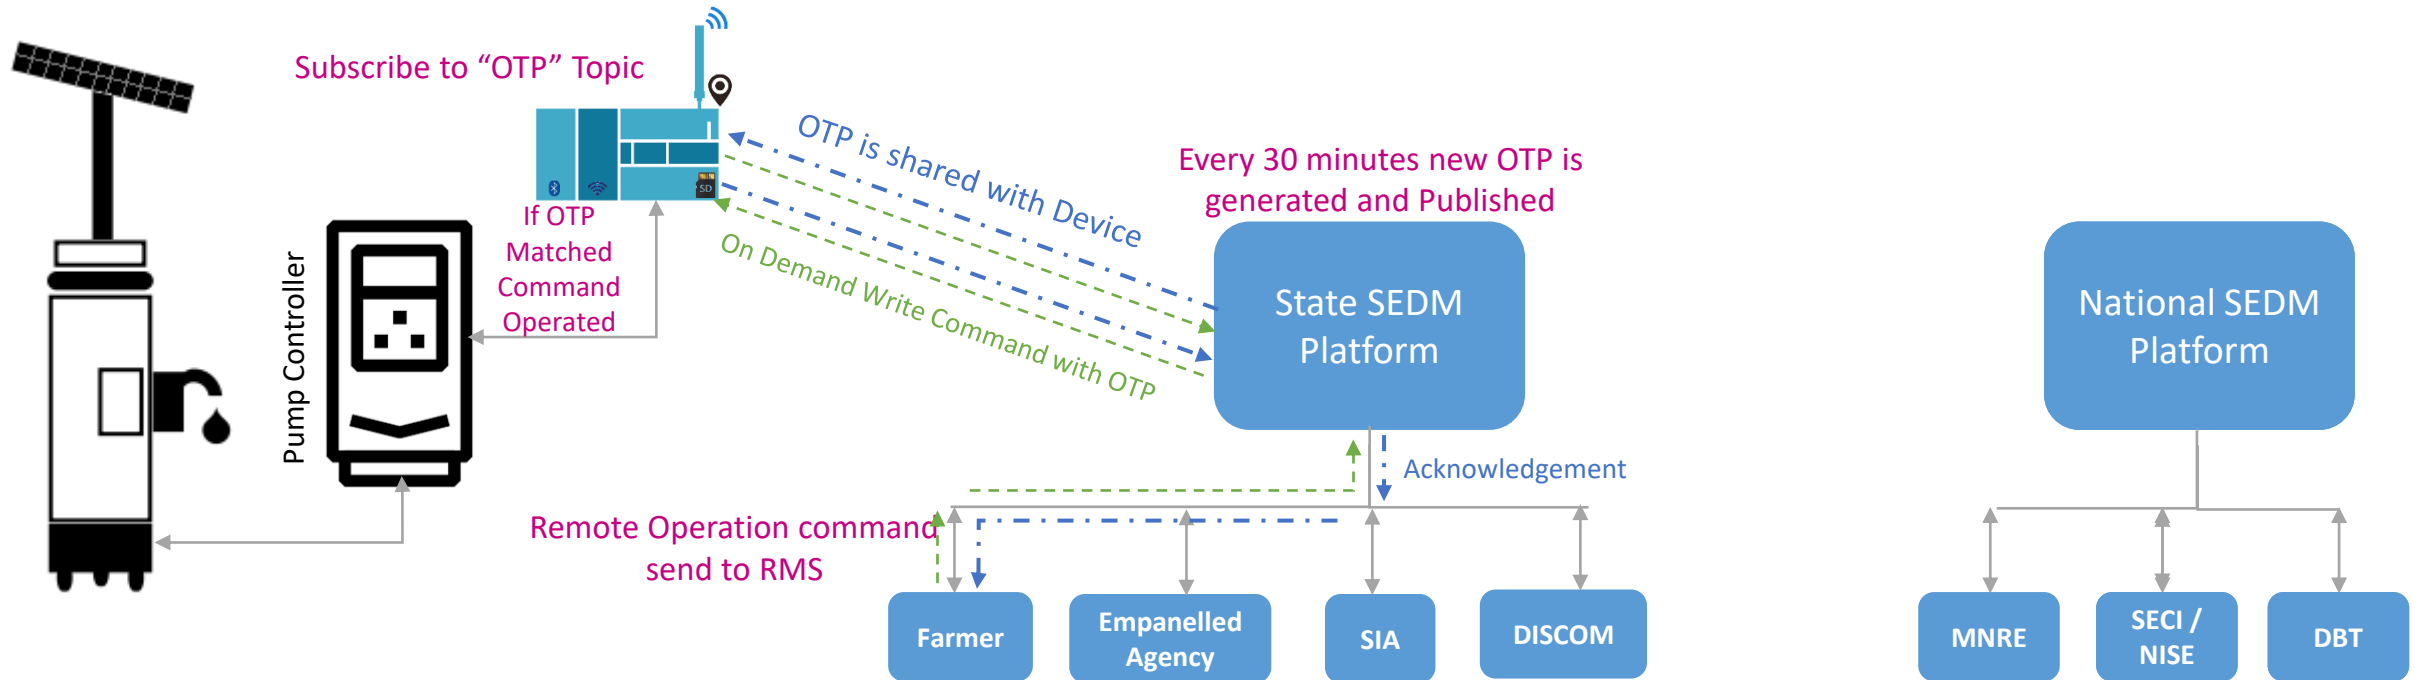 Subscribe to “OTP” Topic
SD
If OTP
Matched
Command
Operated
Pump Controller
OTP is shared with Device
On Demand Write Command with OTP
Every 30 minutes new OTP is
generated and Published
State SEDM
Platform
National SEDM
Platform
Acknowledgement
Remote Operation command
send to RMS
Farmer
Empanelled
Agency
SIA
DISCOM
MNRE
SECI /
NISE
DBT